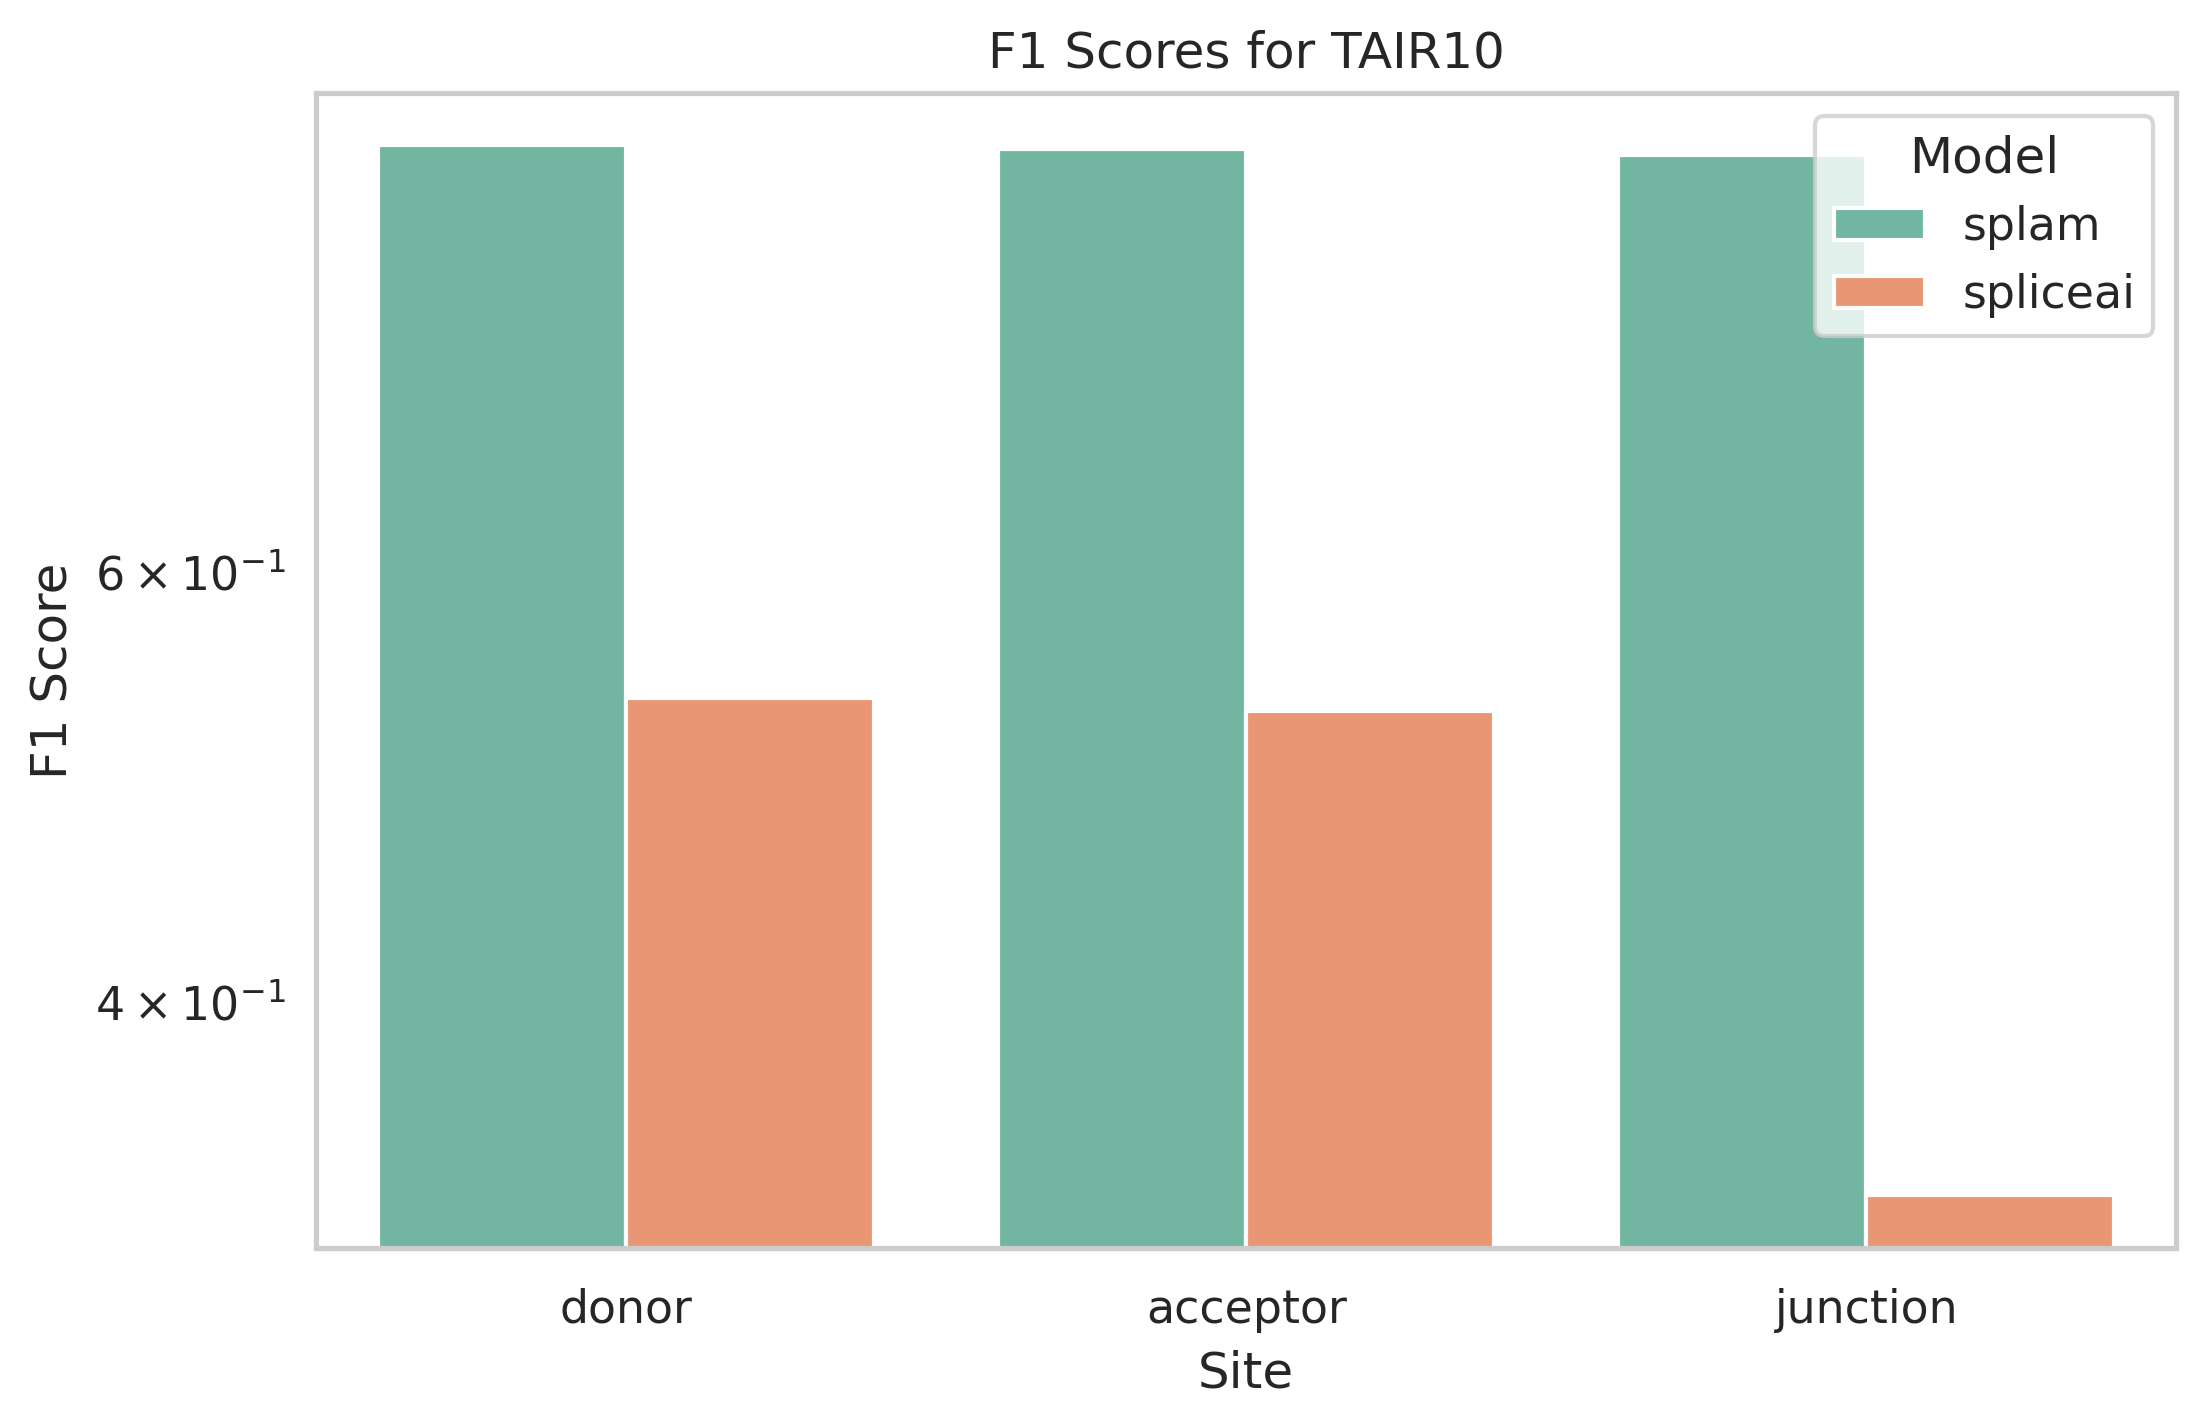 F1 Scores for TAIR10
Model
splam
spliceai
F1 Score
6 × 10⁻¹
4 × 10⁻¹
donor
acceptor
junction
Site